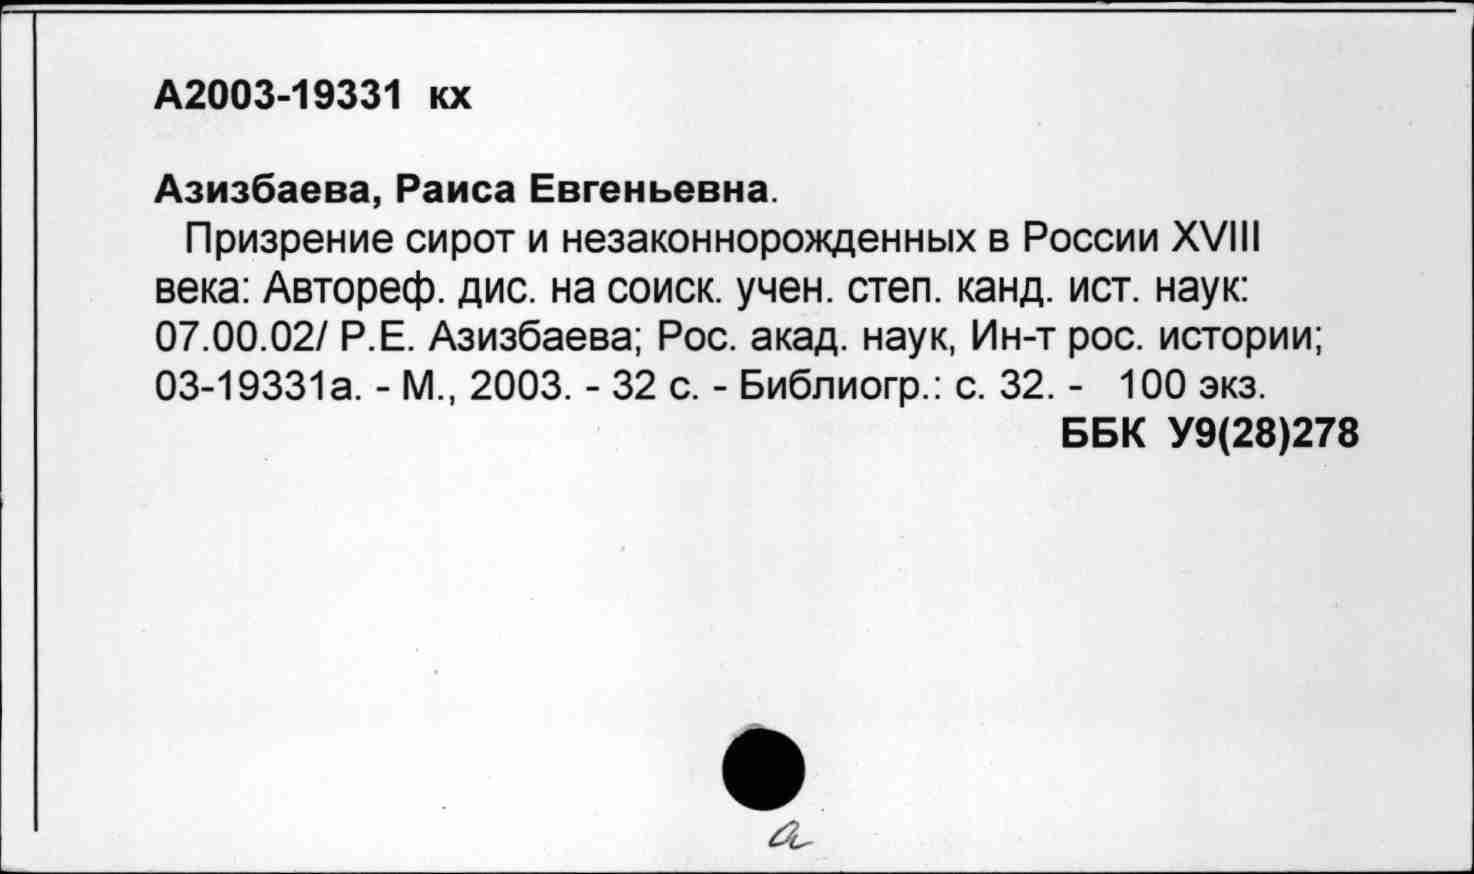 А2003-19331 кх
Азизбаева, Раиса Евгеньевна.
Призрение сирот и незаконнорожденных в России XVIII
века: Автореф. дис. на соиск. учен. степ. канд. ист. наук:
07.00.02/ Р.Е. Азизбаева; Рос. акад. наук, Ин-т рос. истории;
03-19331а. - М., 2003. - 32 с. - Библиогр.: с. 32. - 100 экз.
ББК У9(28)278
а